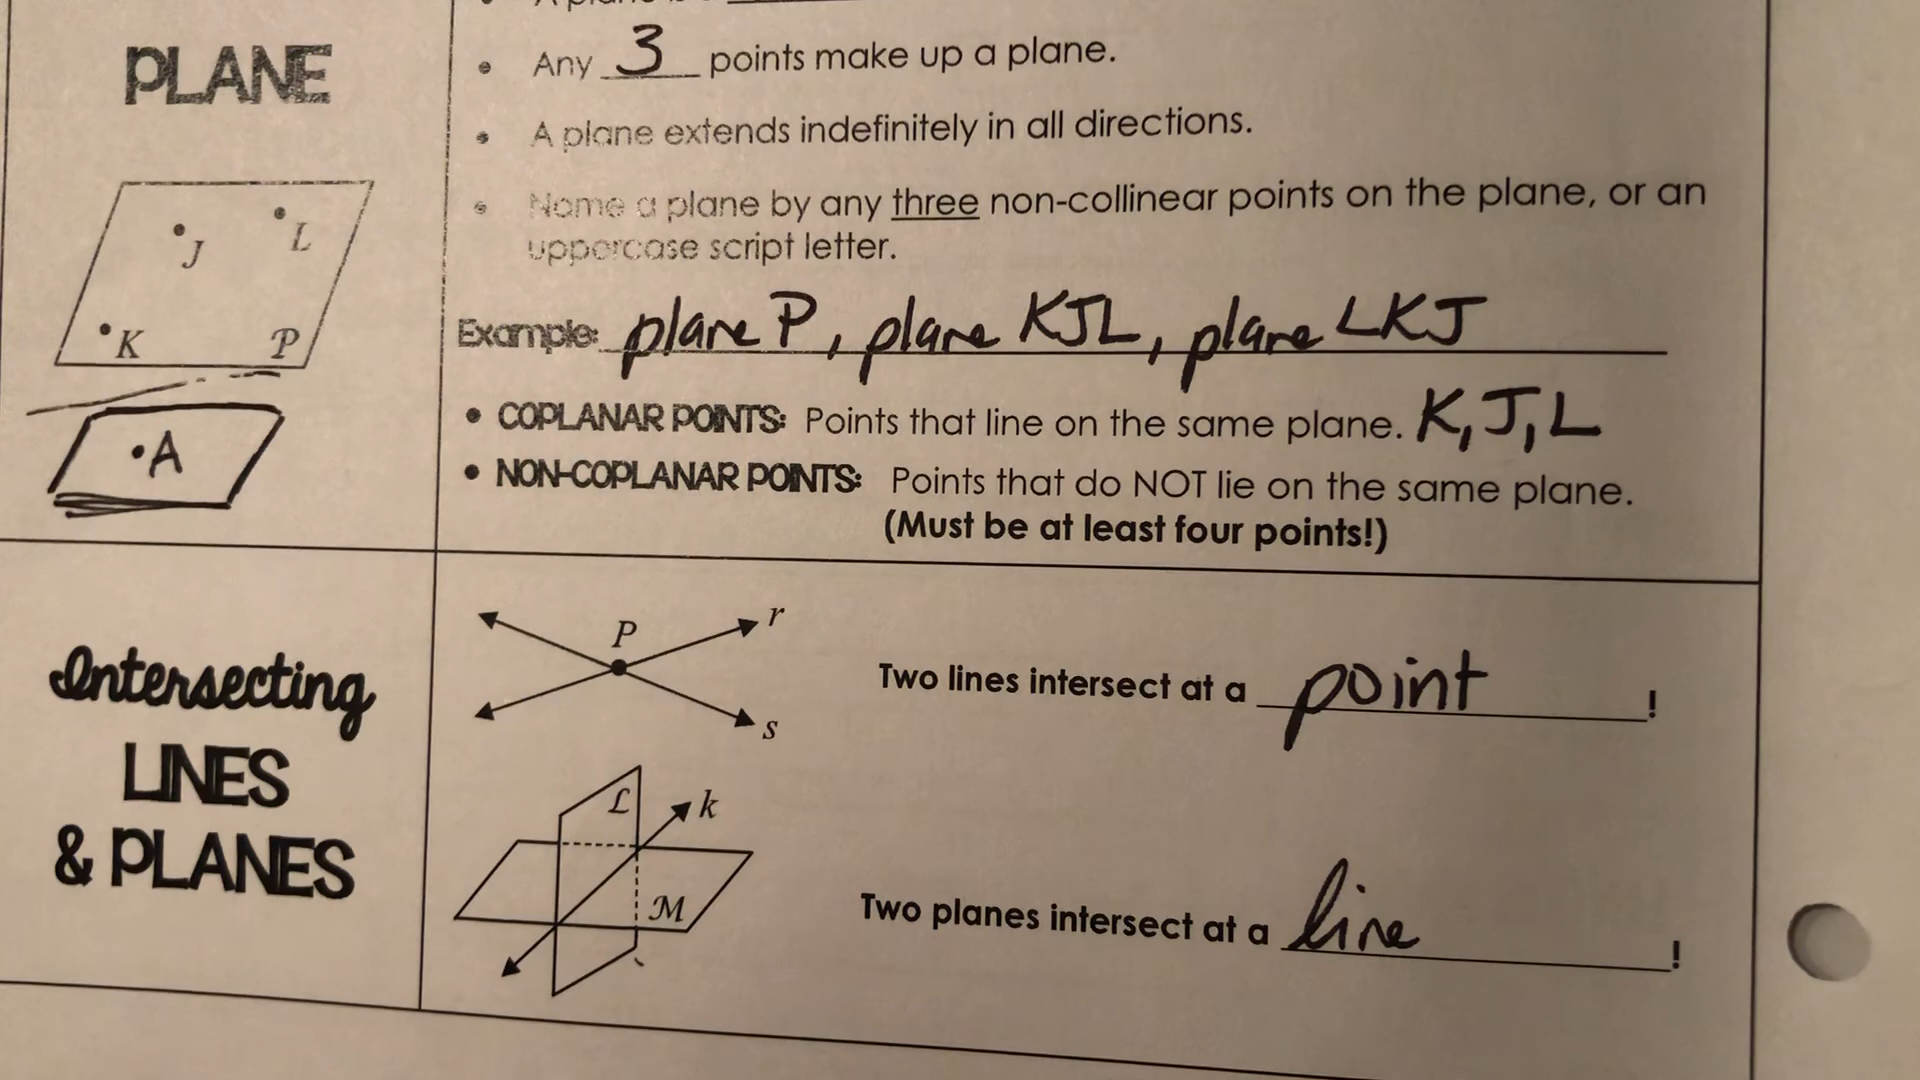 PLANE
• Any 3 points make up a plane.
• A plane extends indefinitely in all directions.
• Name a plane by any three non-collinear points on the plane, or an
uppercase script letter.
J
L
K
P
Example: plane P, plane KJL, plane LKJ
• COPLANAR POINTS: Points that line on the same plane. K, J, L
• NON-COPLANAR POINTS: Points that do NOT lie on the same plane.
(Must be at least four points!)
•A
Intersecting
LINES
& PLANES
P
r
s
Two lines intersect at a point!
L
k
M
Two planes intersect at a line!